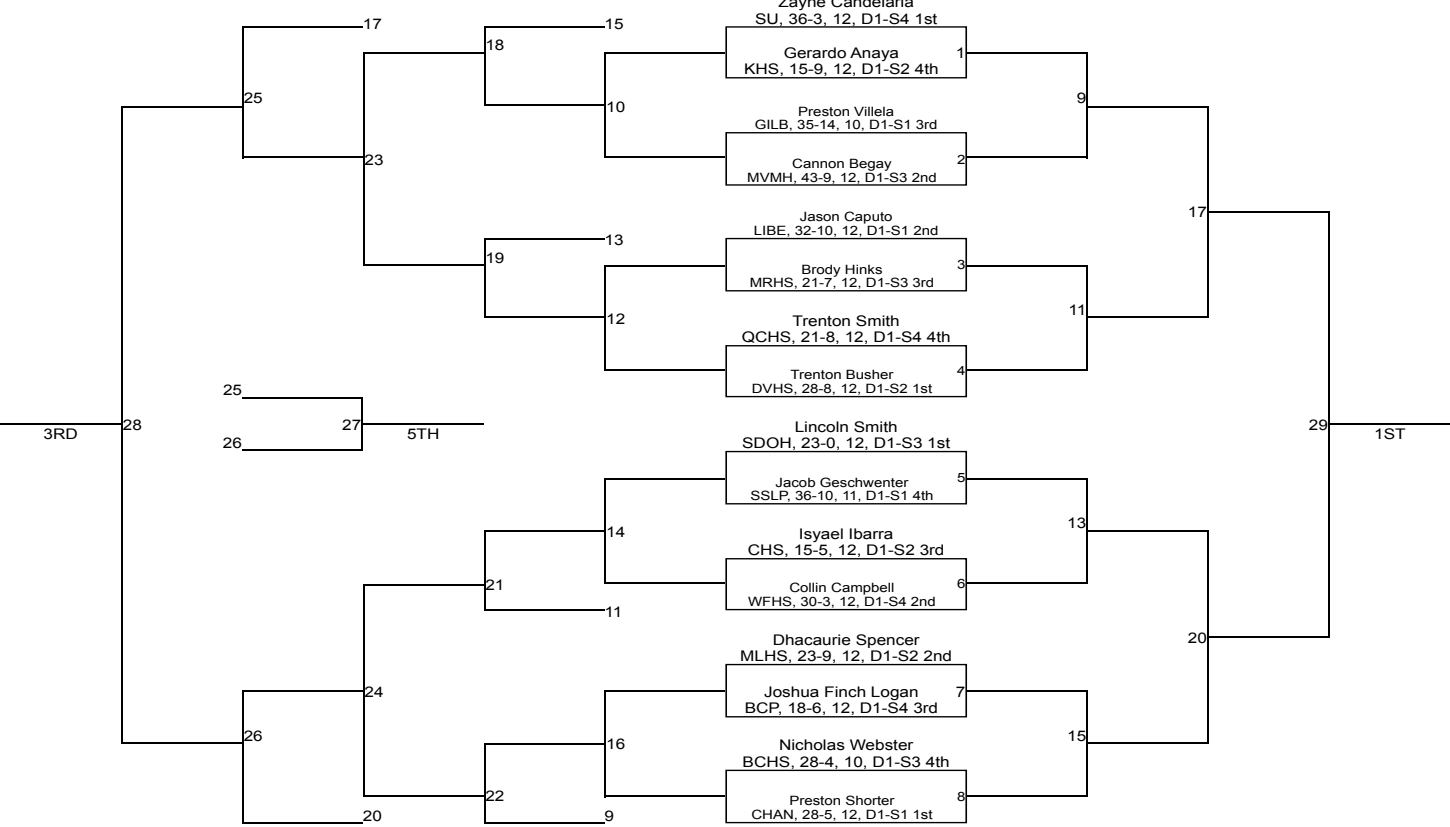 Zayne Candelaria
SU, 36-3, 12, D1-S4 1st
17
15
18
Gerardo Anaya
1
KHS, 15-9, 12, D1-S2 4th
25
9
10
Preston Villela
GILB, 35-14, 10, D1-S1 3rd
23
Cannon Begay
2
MVMH, 43-9, 12, D1-S3 2nd
17
Jason Caputo
LIBE, 32-10, 12, D1-S1 2nd
13
19
Brody Hinks
3
MRHS, 21-7, 12, D1-S3 3rd
11
12
Trenton Smith
QCHS, 21-8, 12, D1-S4 4th
Trenton Busher
4
DVHS, 28-8, 12, D1-S2 1st
25
28
27
29
3RD
5TH
1ST
26
Lincoln Smith
SDOH, 23-0, 12, D1-S3 1st
Jacob Geschwenter
5
SSLP, 36-10, 11, D1-S1 4th
13
14
Isyael Ibarra
CHS, 15-5, 12, D1-S2 3rd
21
Collin Campbell
6
WFHS, 30-3, 12, D1-S4 2nd
11
20
Dhacaurie Spencer
MLHS, 23-9, 12, D1-S2 2nd
24
Joshua Finch Logan
7
BCP, 18-6, 12, D1-S4 3rd
26
15
16
Nicholas Webster
BCHS, 28-4, 10, D1-S3 4th
22
Preston Shorter
8
CHAN, 28-5, 12, D1-S1 1st
20
9